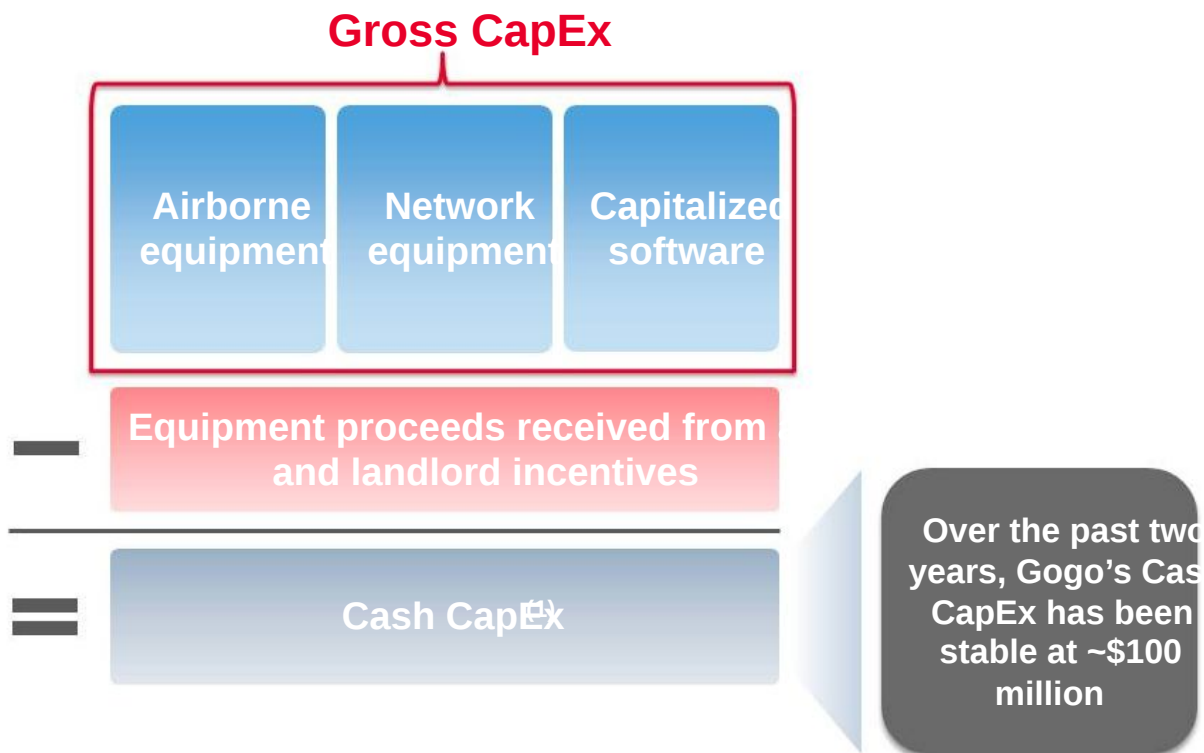 Gross CapEx
Airborne
equipment
Network
equipment
Capitalized
software
Equipment proceeds received from
and landlord incentives
Cash CapEx(1)
Over the past two
years, Gogo’s Cas
CapEx has been
stable at ~$100
million